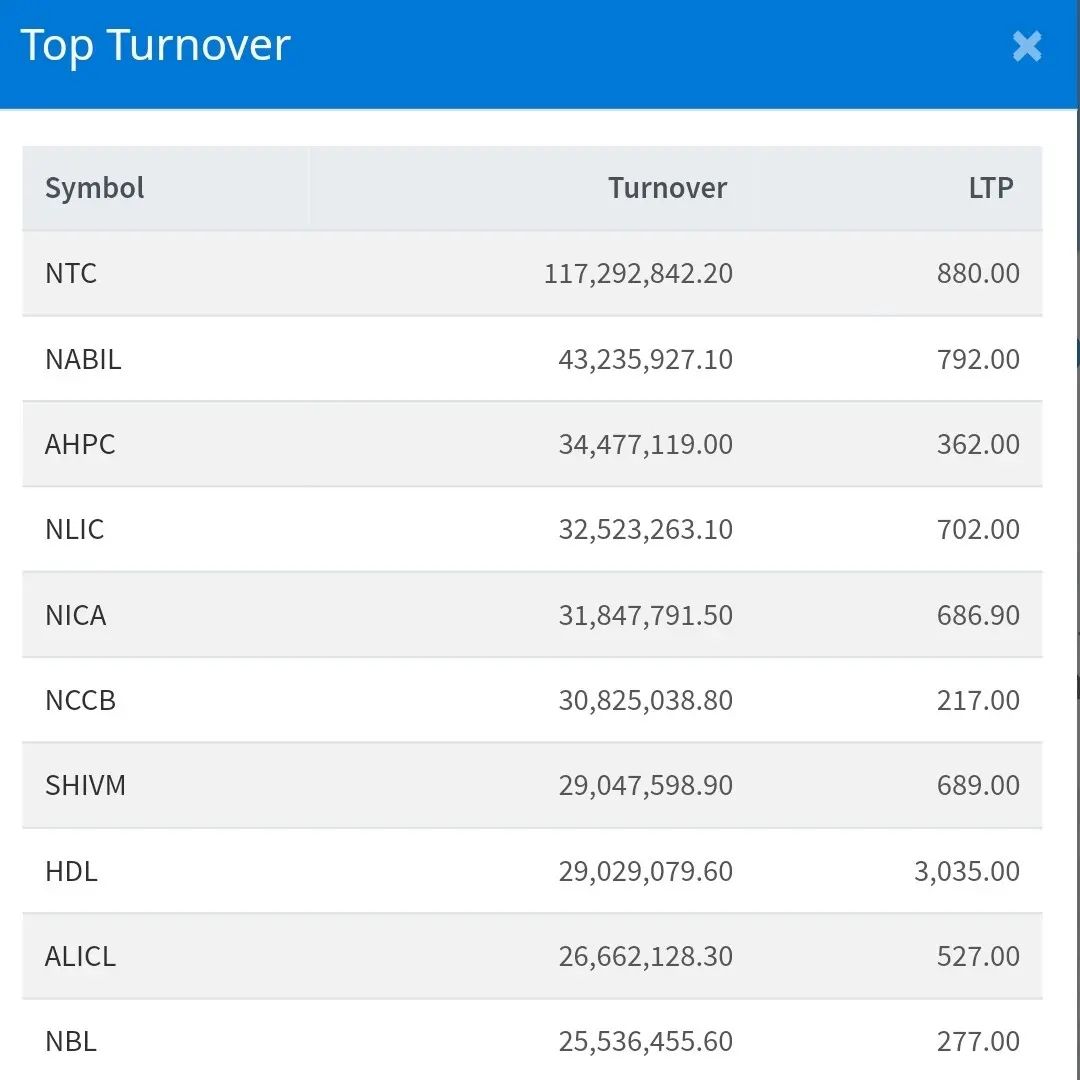 Top Turnover
Symbol Turnover LTP
NTC 117,292,842.20 880.00
NABIL 43,235,927.10 792.00
AHPC 34,477,119.00 362.00
NLIC 32,523,263.10 702.00
NICA 31,847,791.50 686.90
NCCB 30,825,038.80 217.00
SHIVM 29,047,598.90 689.00
HDL 29,029,079.60 3,035.00
ALICL 26,662,128.30 527.00
NBL 25,536,455.60 277.00